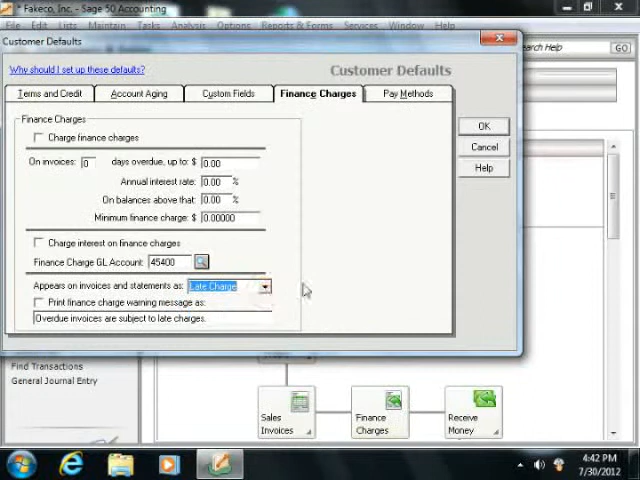 * Fakeco, Inc. - Sage 50 Accounting
File Edit Lists Maintain Tasks Analysis Options Reports & Forms Services Window Help
Customer Defaults
earch Help GO
Why should I set up these defaults?
Customer Defaults
Terms and Credit Account Aging Custom Fields Finance Charges Pay Methods
Finance Charges
Charge finance charges
On invoices: 0 days overdue, up to: $ 0.00
Annual interest rate: 0.00 %
On balances above that: 0.00 %
Minimum finance charge: $ 0.00000
Charge interest on finance charges
Finance Charge GL Account: 45400
Appears on invoices and statements as: Late Charge
Print finance charge warning message as:
Overdue invoices are subject to late charges.
OK
Cancel
Help
Find Transactions
General Journal Entry
Sales Invoices
Finance Charges
Receive Money
4:42 PM
7/30/2012